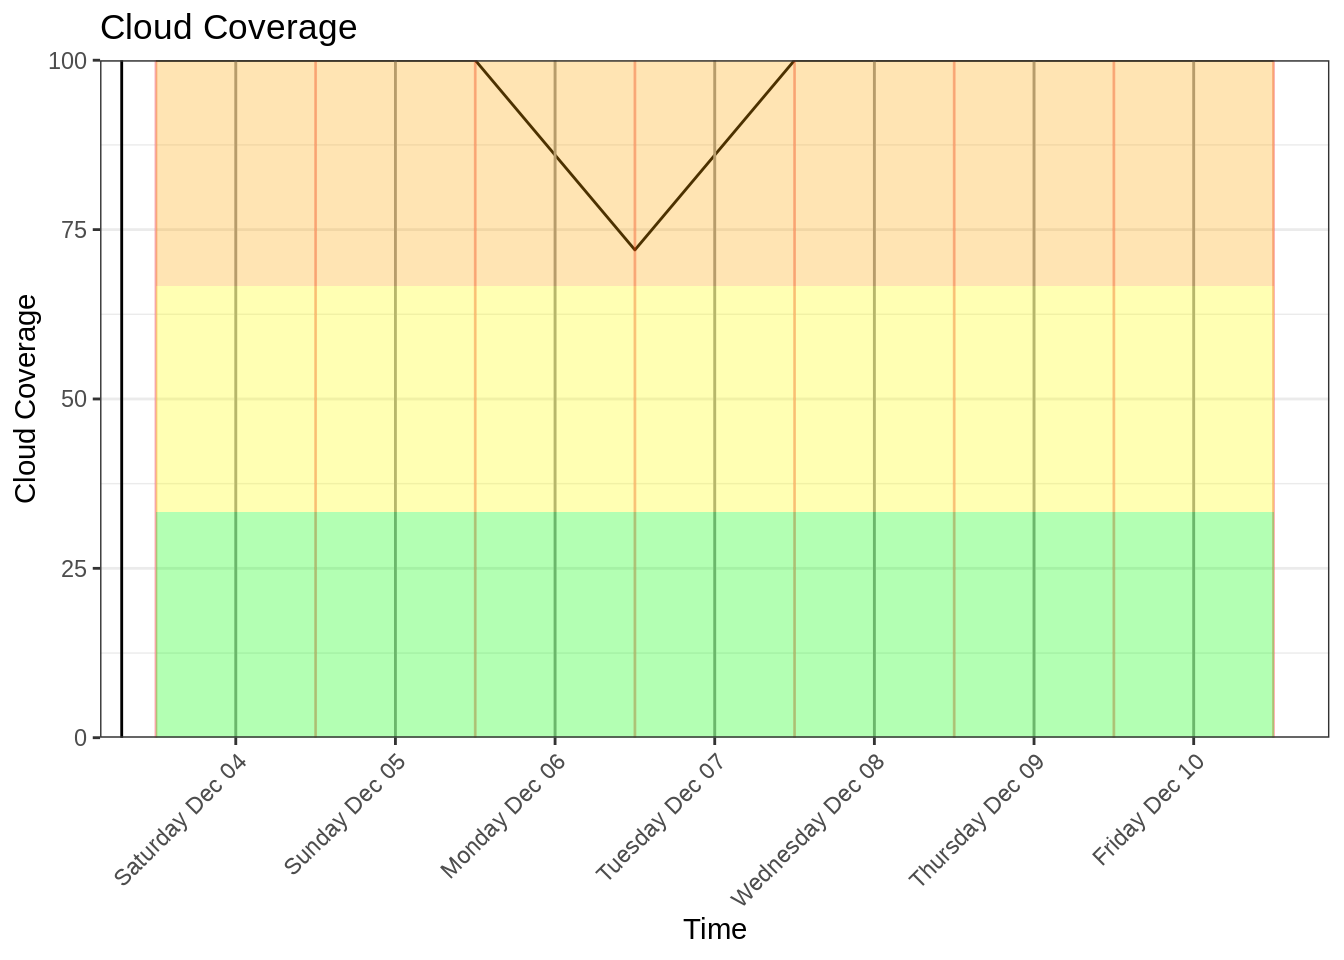 Cloud Coverage
100
75
50
25
0
Cloud Coverage
Saturday Dec 04
Sunday Dec 05
Monday Dec 06
Tuesday Dec 07
Wednesday Dec 08
Thursday Dec 09
Friday Dec 10
Time